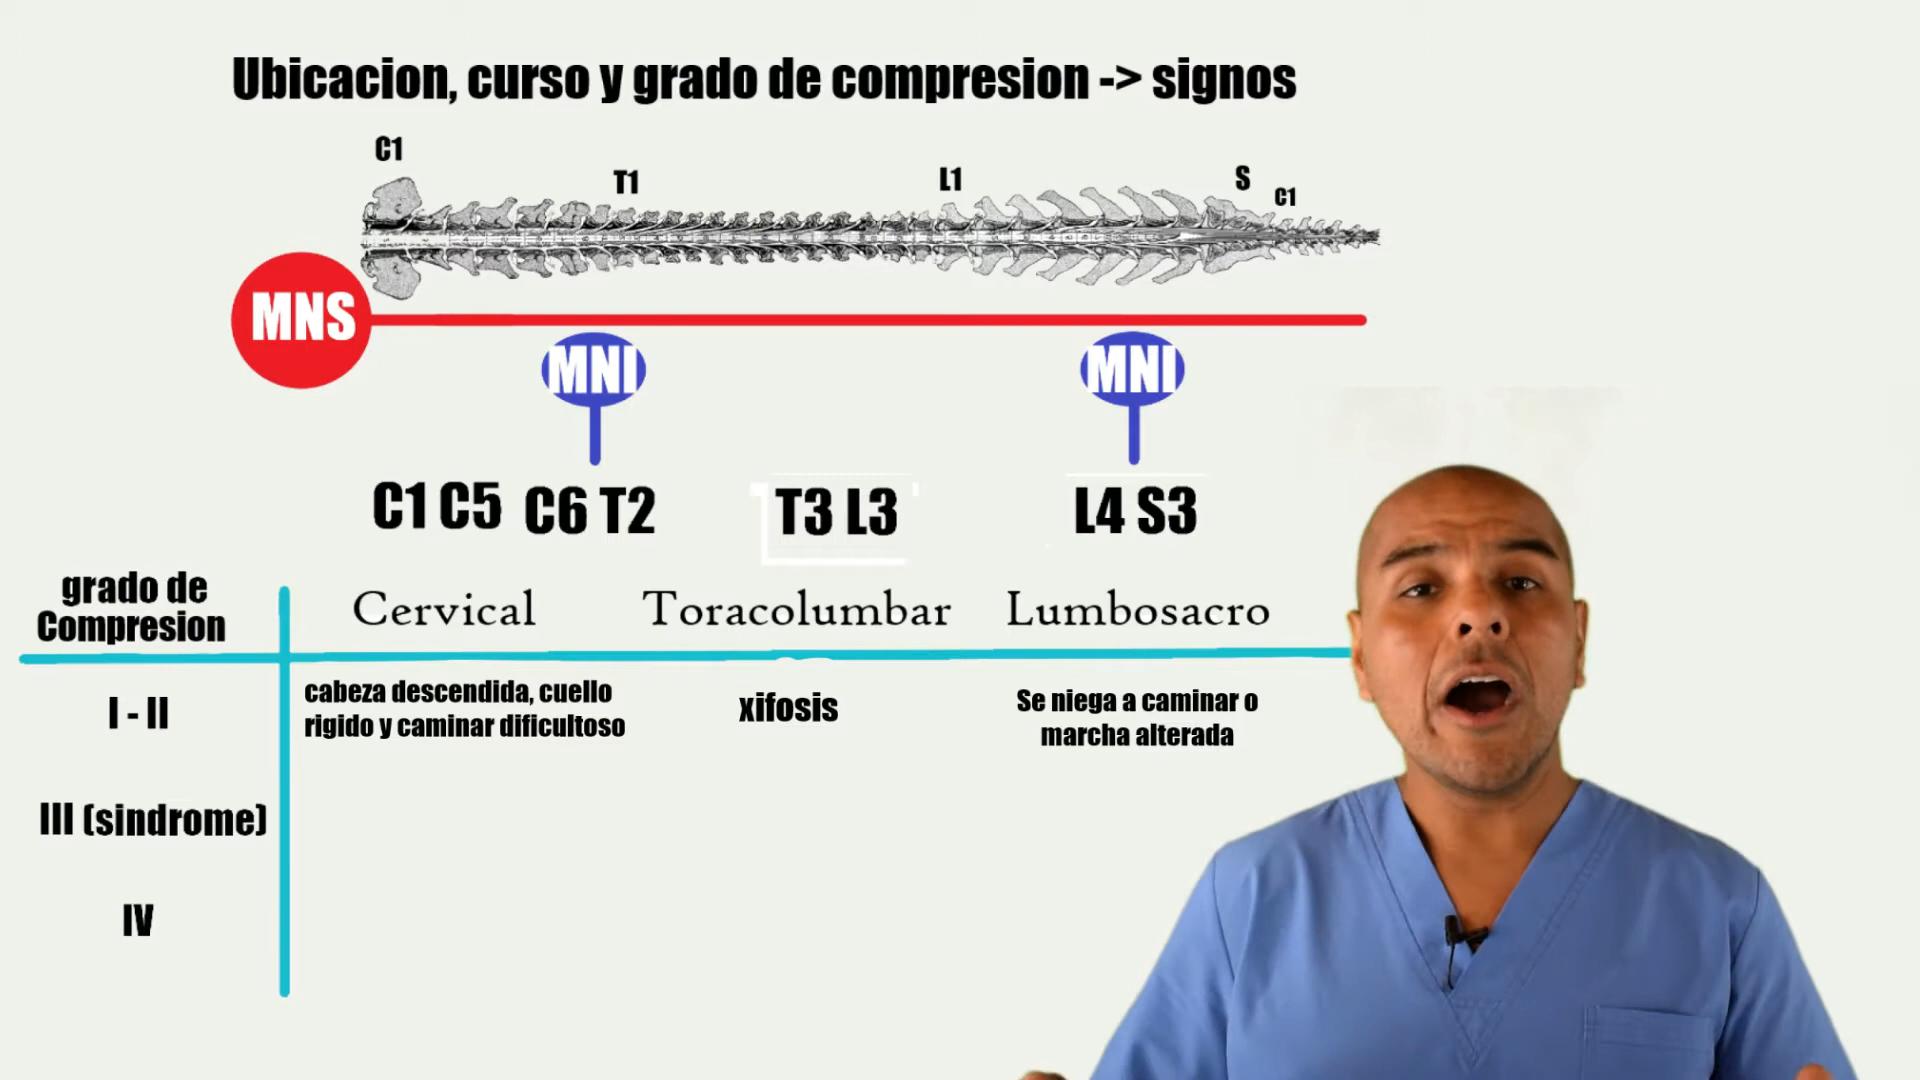 Ubicacion, curso y grado de compresion -> signos
C1
T1
L1
S
C1
MNS
MNI
MNI
C1 C5
C6 T2
T3 L3
L4 S3
grado de
Compresion
Cervical
Toracolumbar
Lumbosacro
I - II
cabeza descendida, cuello
rigido y caminar dificultoso
xifosis
Se niega a caminar o
marcha alterada
III (sindrome)
IV